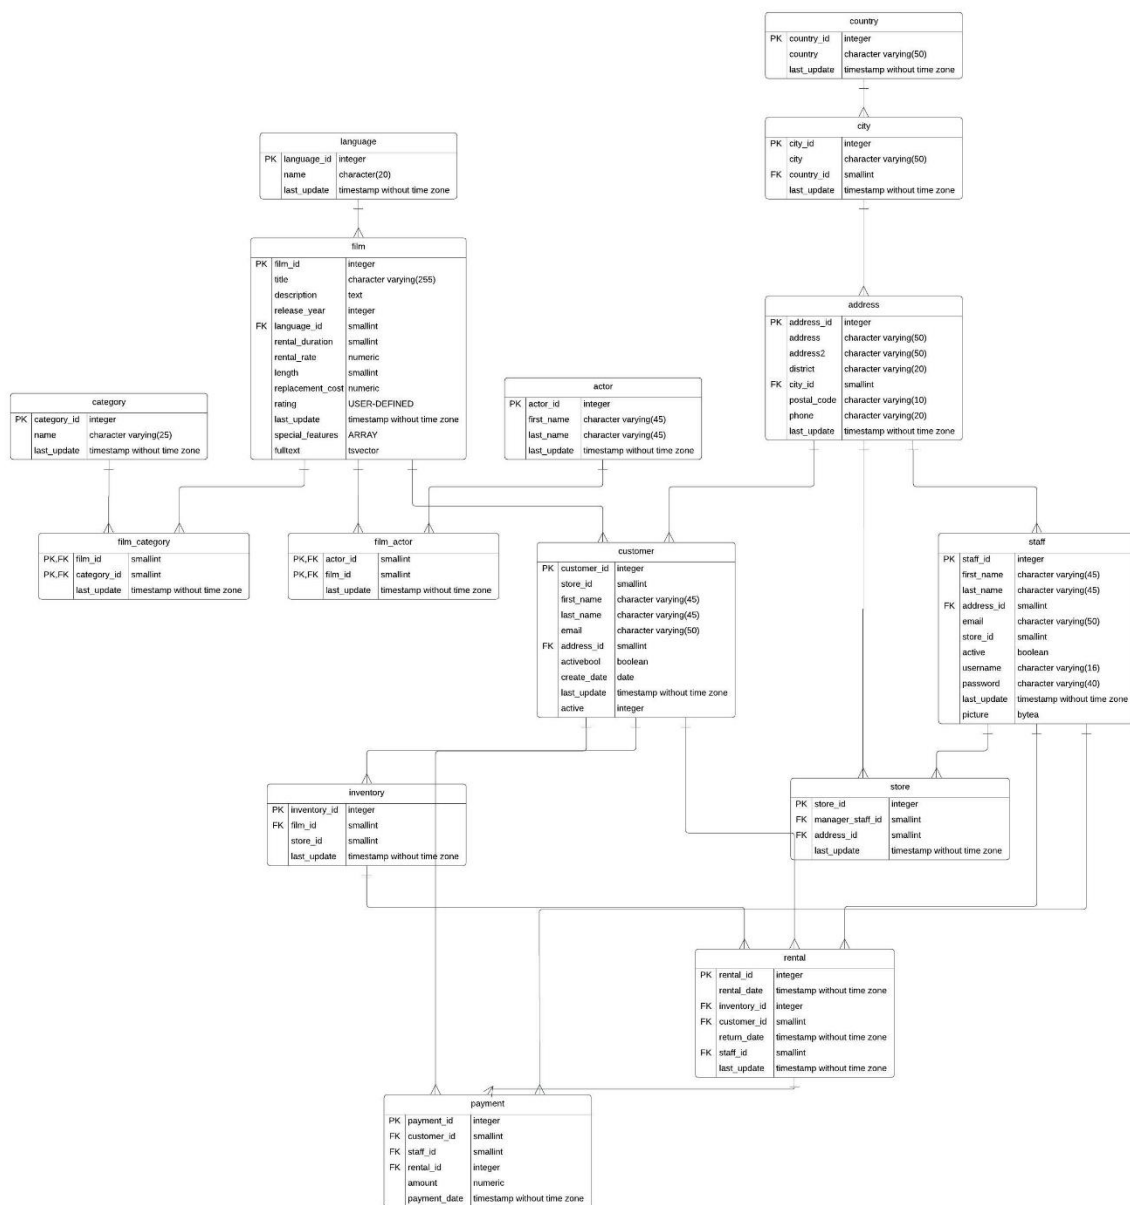 country
PK country_id integer
country character varying(50)
last_update timestamp without time zone
city
PK city_id integer
city character varying(50)
FK country_id smallint
last_update timestamp without time zone
language
PK language_id integer
name character(20)
last_update timestamp without time zone
film
PK film_id integer
title character varying(255)
description text
release_year integer
FK language_id smallint
rental_duration smallint
rental_rate numeric
length smallint
replacement_cost numeric
rating USER-DEFINED
last_update timestamp without time zone
special_features ARRAY
fulltext tsvector
address
PK address_id integer
address character varying(50)
address2 character varying(50)
district character varying(20)
FK city_id smallint
postal_code character varying(10)
phone character varying(20)
last_update timestamp without time zone
category
PK category_id integer
name character varying(25)
last_update timestamp without time zone
actor
PK actor_id integer
first_name character varying(45)
last_name character varying(45)
last_update timestamp without time zone
film_category
PK,FK film_id smallint
PK,FK category_id smallint
last_update timestamp without time zone
film_actor
PK,FK actor_id smallint
PK,FK film_id smallint
last_update timestamp without time zone
customer
PK customer_id integer
store_id smallint
first_name character varying(45)
last_name character varying(45)
email character varying(50)
FK address_id smallint
activebool boolean
create_date date
last_update timestamp without time zone
active integer
staff
PK staff_id integer
first_name character varying(45)
last_name character varying(45)
FK address_id smallint
email character varying(50)
store_id smallint
active boolean
username character varying(16)
password character varying(40)
last_update timestamp without time zone
picture bytea
inventory
PK inventory_id integer
FK film_id smallint
store_id smallint
last_update timestamp without time zone
store
PK store_id integer
FK manager_staff_id smallint
FK address_id smallint
last_update timestamp without time zone
rental
PK rental_id integer
rental_date timestamp without time zone
FK inventory_id integer
FK customer_id smallint
return_date timestamp without time zone
FK staff_id smallint
last_update timestamp without time zone
payment
PK payment_id integer
FK customer_id smallint
FK staff_id smallint
FK rental_id integer
amount numeric
payment_date timestamp without time zone